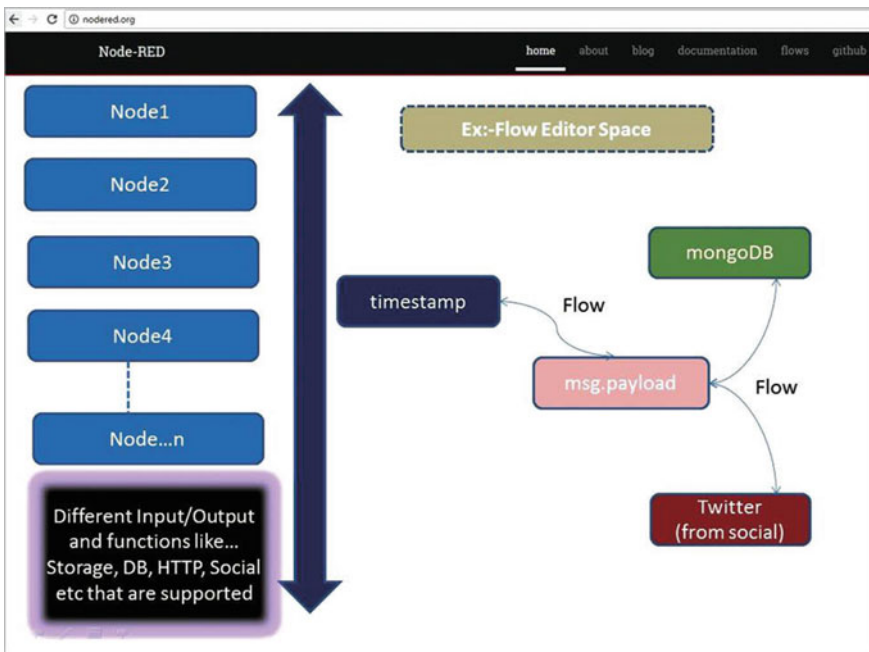 nodered.org
Node-RED
home about blog documentation flows github
Node1
Node2
Node3
Node4
Node...n
Different Input/Output
and functions like...
Storage, DB, HTTP, Social
etc that are supported
Ex:-Flow Editor Space
timestamp
Flow
msg.payload
mongoDB
Flow
Twitter
(from social)